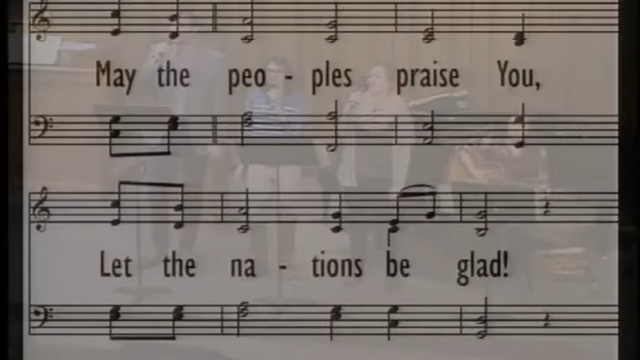 May the peo - ples praise You,
Let the na - tions be glad!